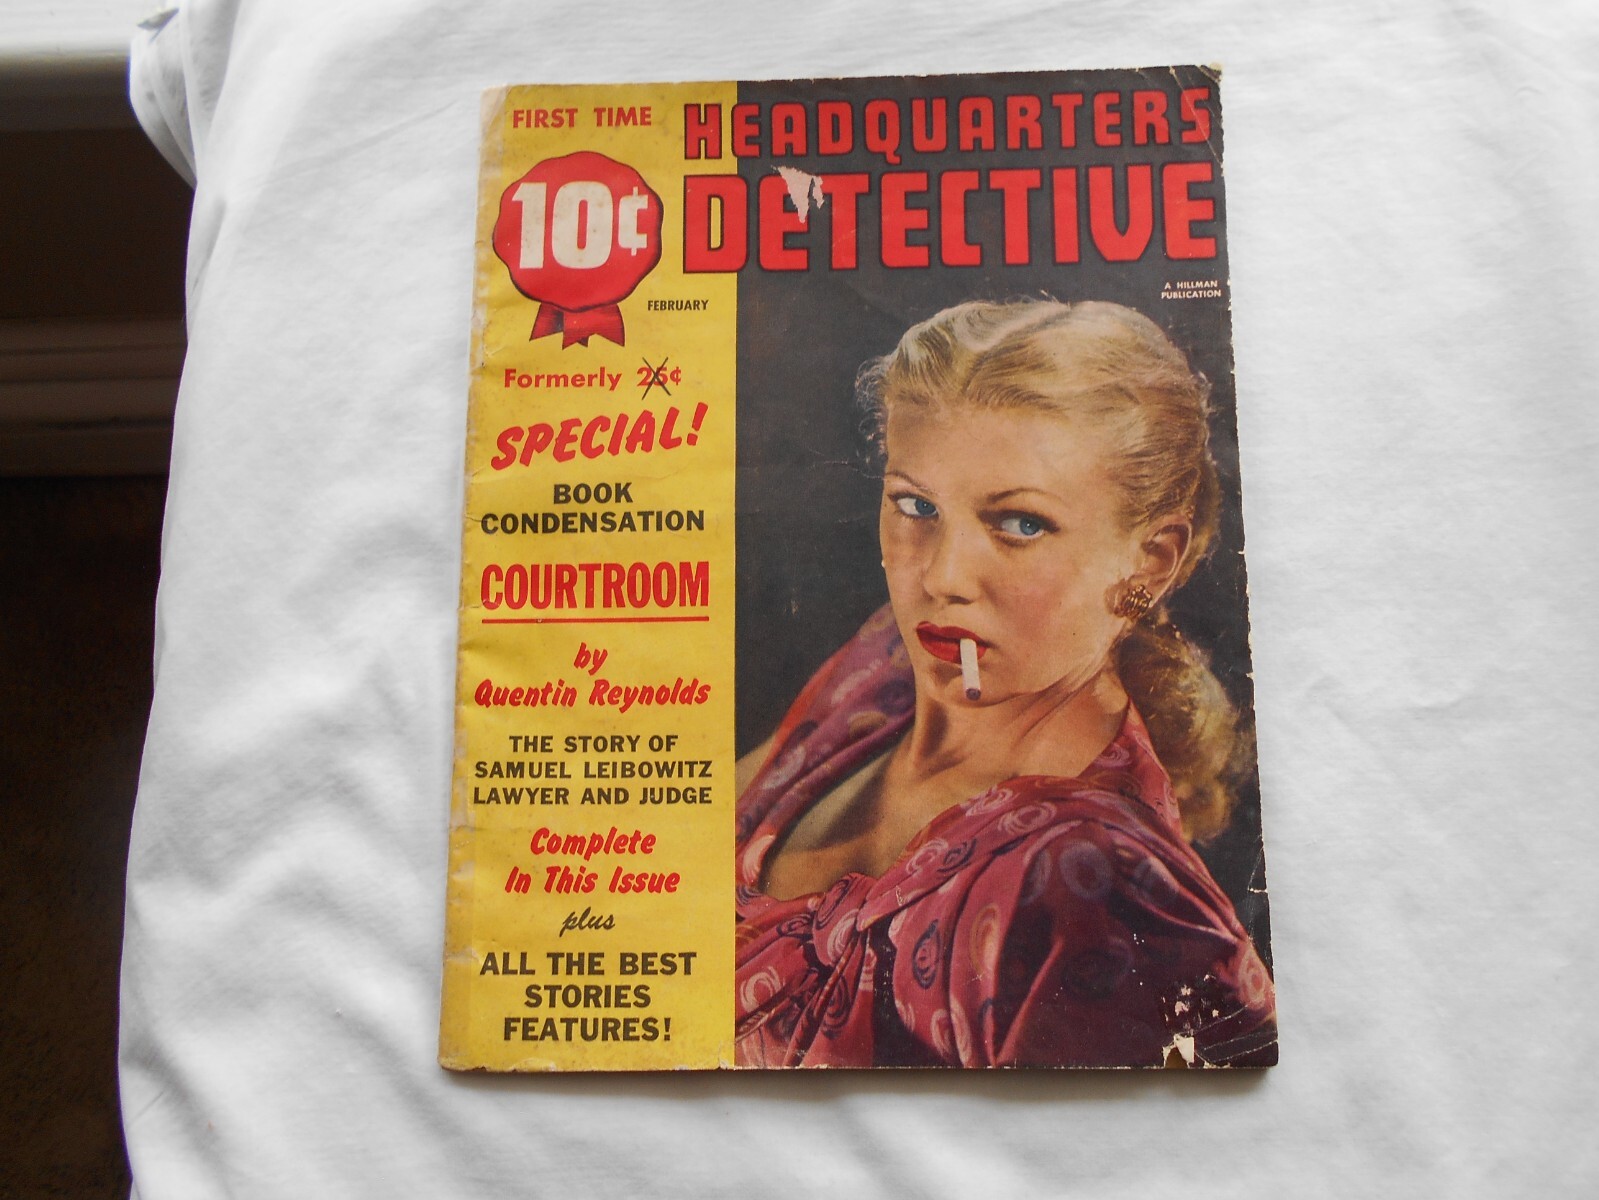 FIRST TIME
HEADQUARTERS
DETECTIVE
10¢
FEBRUARY
A HILLMAN
PUBLICATION
Formerly 25¢
SPECIAL!
BOOK
CONDENSATION
COURTROOM
by
Quentin Reynolds
THE STORY OF
SAMUEL LEIBOWITZ
LAWYER AND JUDGE
Complete
In This Issue
plus
ALL THE BEST
STORIES
FEATURES!